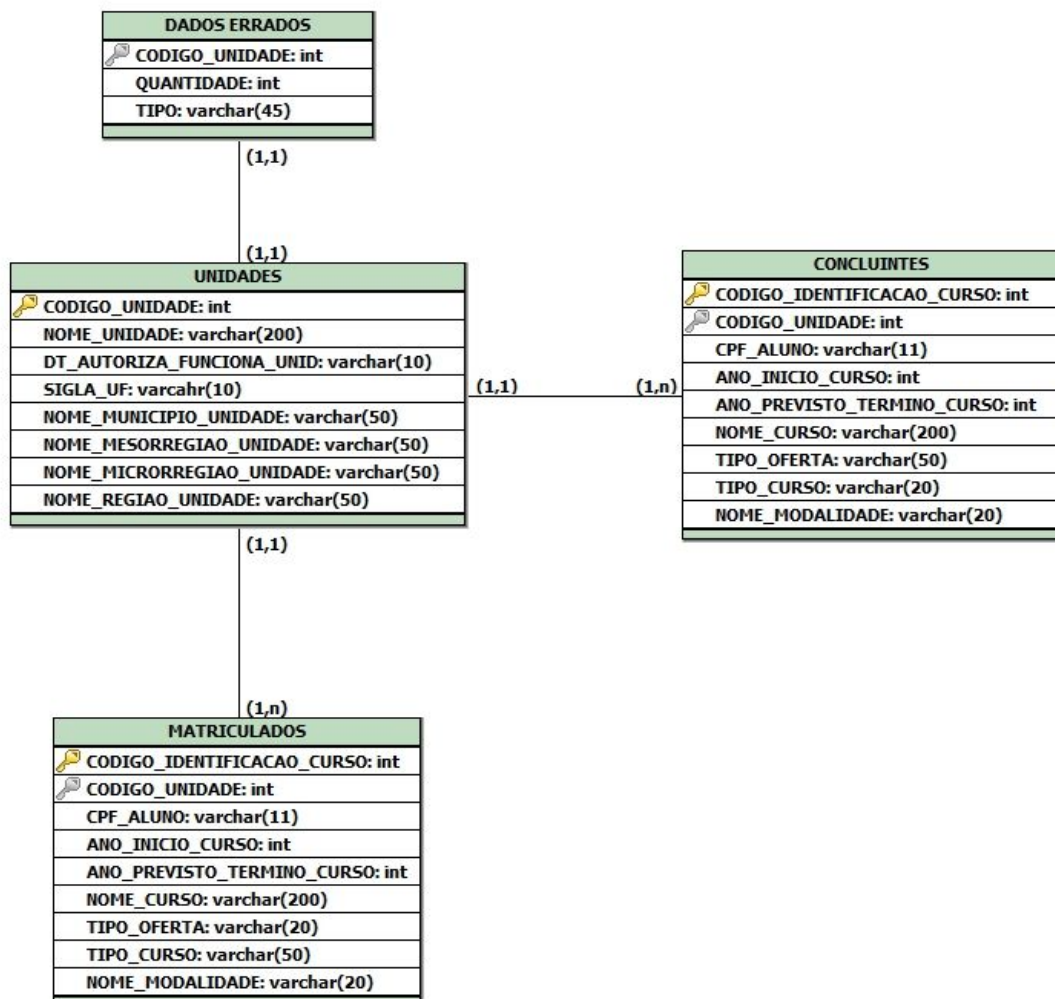 DADOS ERRADOS
CODIGO_UNIDADE: int
QUANTIDADE: int
TIPO: varchar(45)
(1,1)
(1,1)
UNIDADES
CODIGO_UNIDADE: int
NOME_UNIDADE: varchar(200)
DT_AUTORIZA_FUNCIONA_UNID: varchar(10)
SIGLA_UF: varcahr(10)
NOME_MUNICIPIO_UNIDADE: varchar(50)
NOME_MESORREGIAO_UNIDADE: varchar(50)
NOME_MICRORREGIAO_UNIDADE: varchar(50)
NOME_REGIAO_UNIDADE: varchar(50)
(1,1)
(1,n)
CONCLUINTES
CODIGO_IDENTIFICACAO_CURSO: int
CODIGO_UNIDADE: int
CPF_ALUNO: varchar(11)
ANO_INICIO_CURSO: int
ANO_PREVISTO_TERMINO_CURSO: int
NOME_CURSO: varchar(200)
TIPO_OFERTA: varchar(50)
TIPO_CURSO: varchar(20)
NOME_MODALIDADE: varchar(20)
(1,1)
(1,n)
MATRICULADOS
CODIGO_IDENTIFICACAO_CURSO: int
CODIGO_UNIDADE: int
CPF_ALUNO: varchar(11)
ANO_INICIO_CURSO: int
ANO_PREVISTO_TERMINO_CURSO: int
NOME_CURSO: varchar(200)
TIPO_OFERTA: varchar(20)
TIPO_CURSO: varchar(50)
NOME_MODALIDADE: varchar(20)